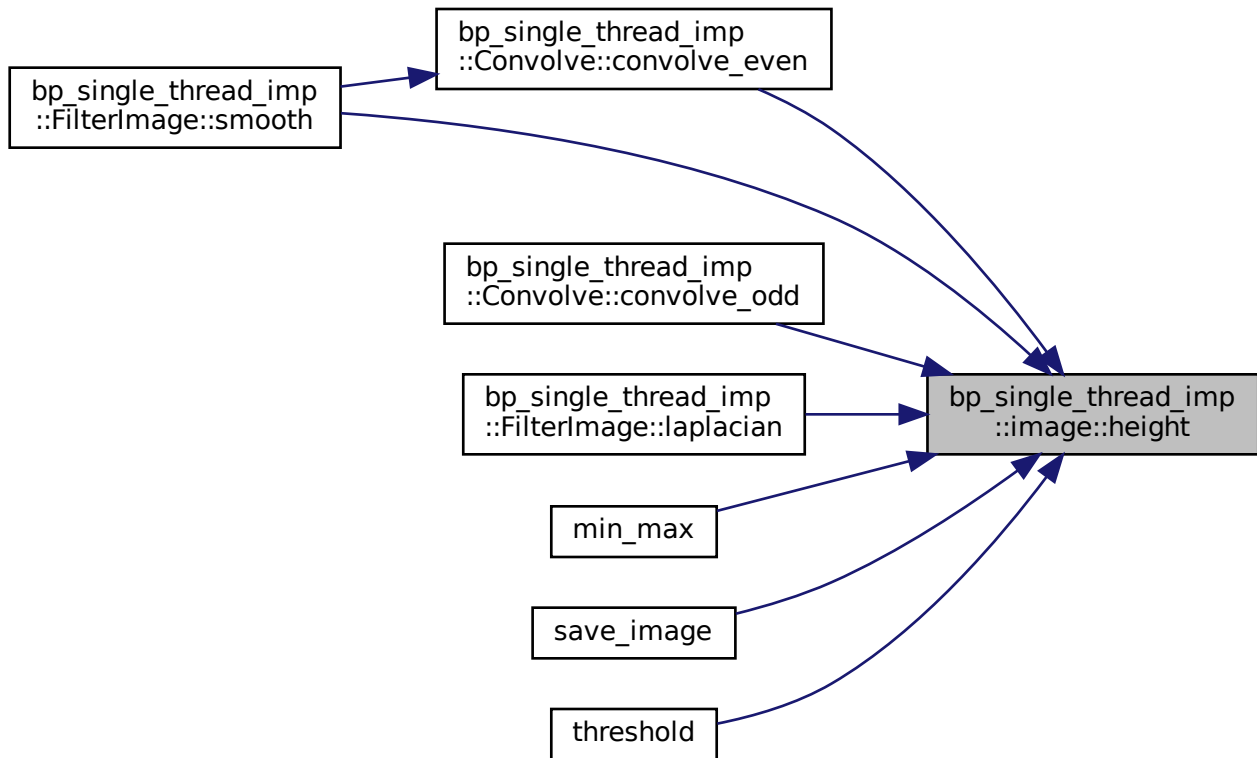 bp_single_thread_imp
::Convolve::convolve_even
bp_single_thread_imp
::FilterImage::smooth
bp_single_thread_imp
::Convolve::convolve_odd
bp_single_thread_imp
::FilterImage::laplacian
bp_single_thread_imp
::image::height
min_max
save_image
threshold